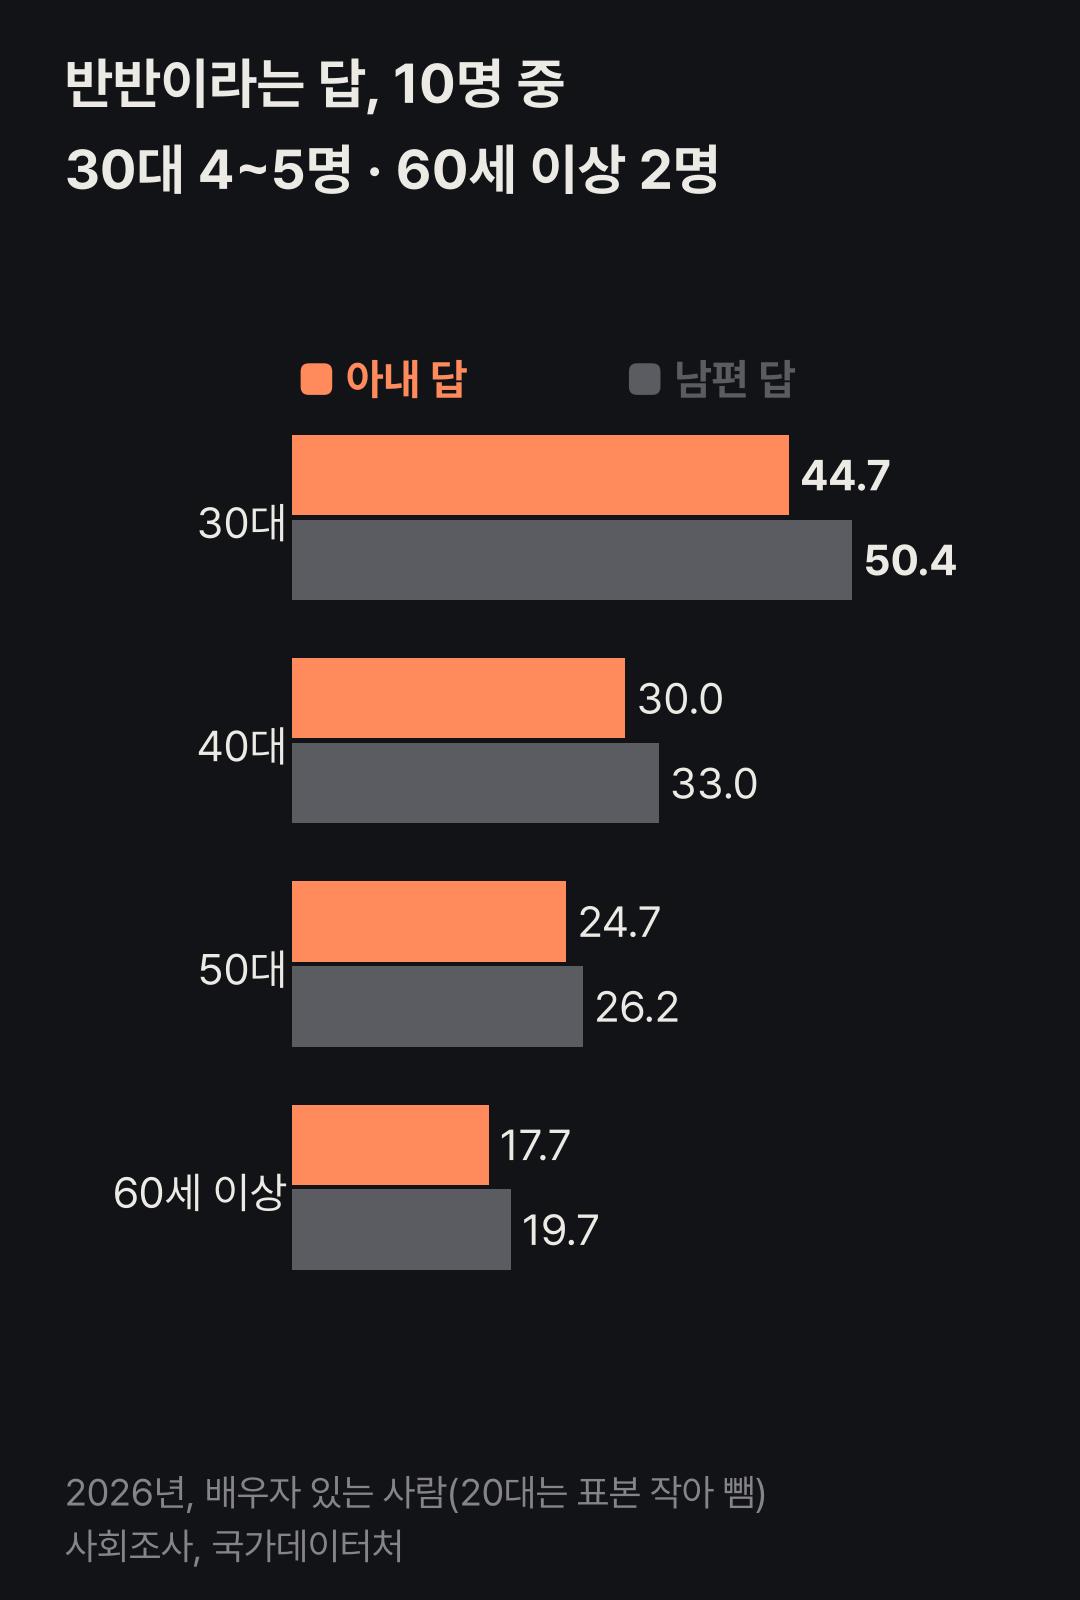 반반이라는 답, 10명 중
30대 4~5명 · 60세 이상 2명
아내 답 남편 답
30대
44.7
50.4
40대
30.0
33.0
50대
24.7
26.2
60세 이상
17.7
19.7
2026년, 배우자 있는 사람(20대는 표본 작아 뺌)
사회조사, 국가데이터처